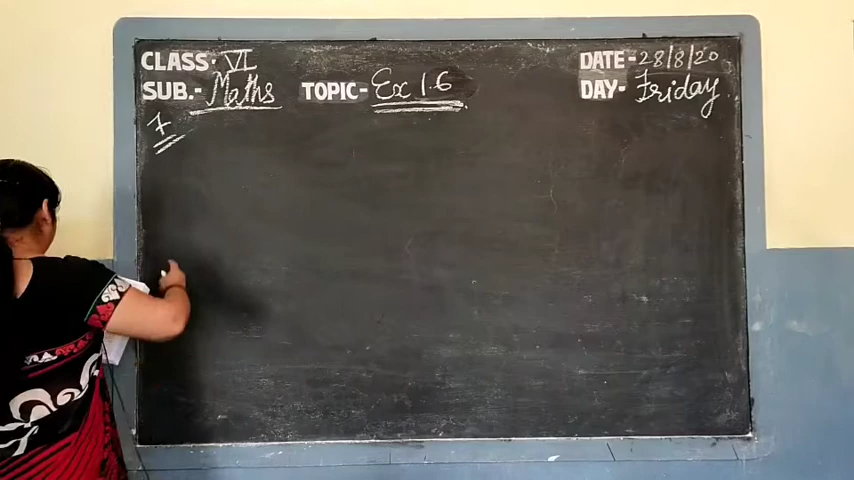 CLASS:- VI
SUB.- Maths
TOPIC- Ex 1.6
DATE- 28/8/20
DAY- Friday
7